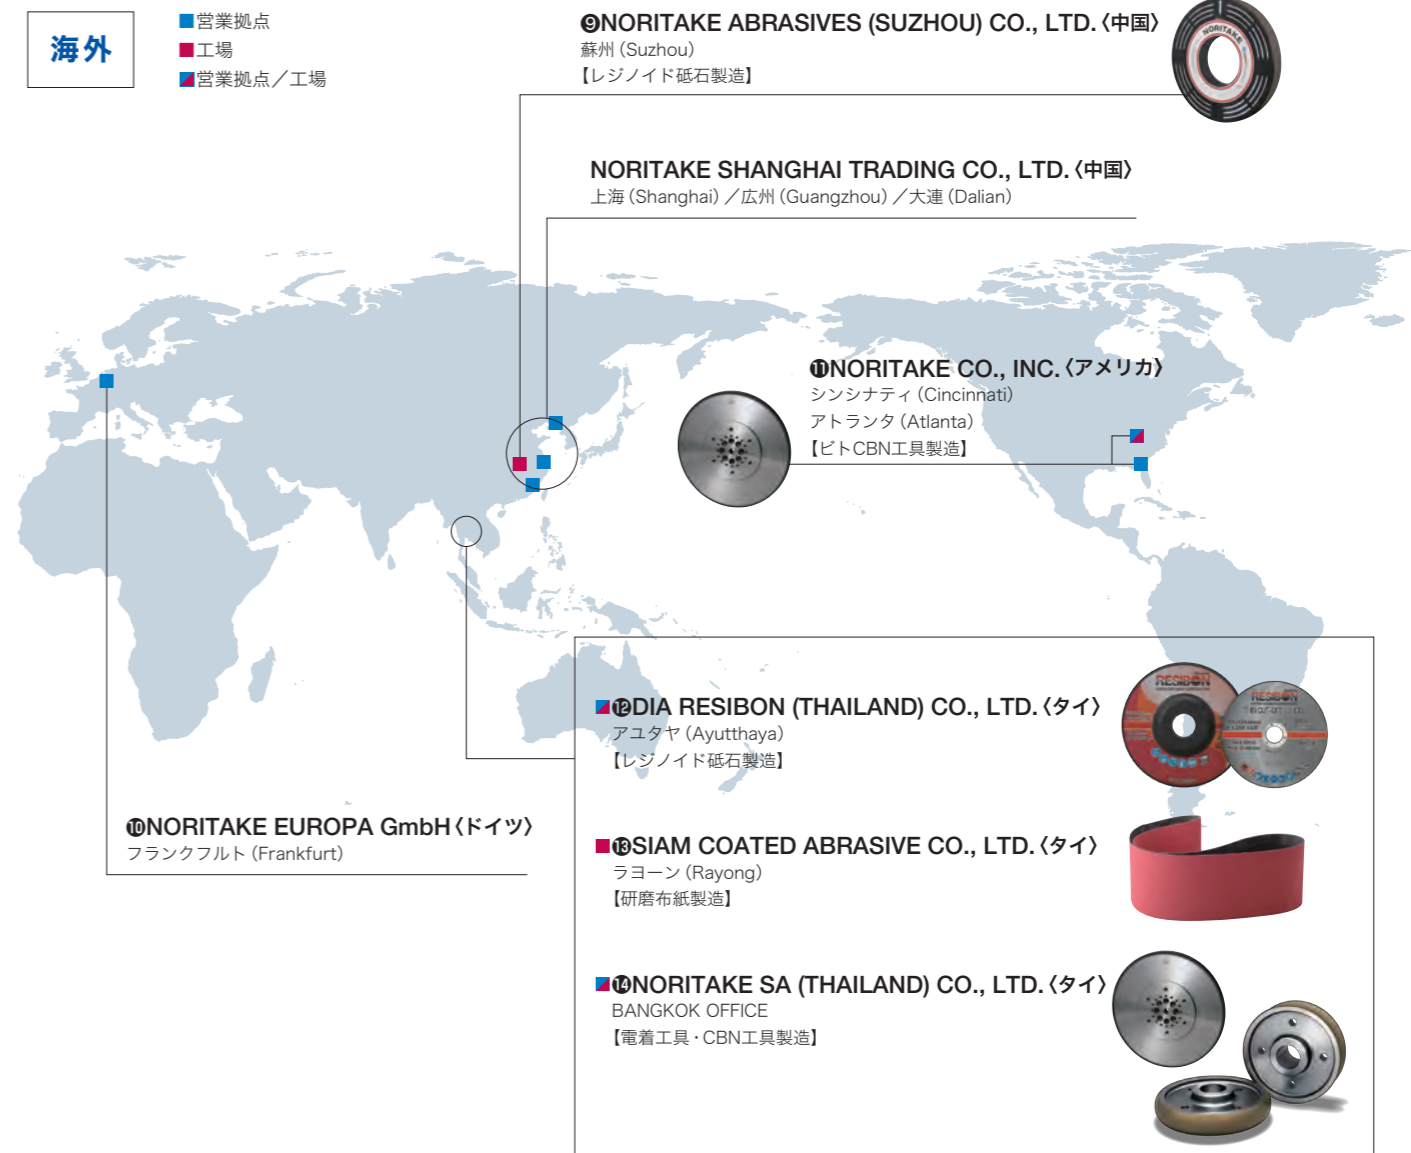 海外
営業拠点
工場
営業拠点／工場
❾NORITAKE ABRASIVES (SUZHOU) CO., LTD.〈中国〉
蘇州（Suzhou）
【レジノイド砥石製造】
NORITAKE
NORITAKE SHANGHAI TRADING CO., LTD.〈中国〉
上海（Shanghai）／広州（Guangzhou）／大連（Dalian）
⓫NORITAKE CO., INC.〈アメリカ〉
シンシナティ（Cincinnati）
アトランタ（Atlanta）
【ビトCBN工具製造】
⓬DIA RESIBON (THAILAND) CO., LTD.〈タイ〉
アユタヤ（Ayutthaya）
【レジノイド砥石製造】
RESIBON
RESIBON
❿NORITAKE EUROPA GmbH〈ドイツ〉
フランクフルト（Frankfurt）
⓭SIAM COATED ABRASIVE CO., LTD.〈タイ〉
ラヨーン（Rayong）
【研磨布紙製造】
⓮NORITAKE SA (THAILAND) CO., LTD.〈タイ〉
BANGKOK OFFICE
【電着工具・CBN工具製造】